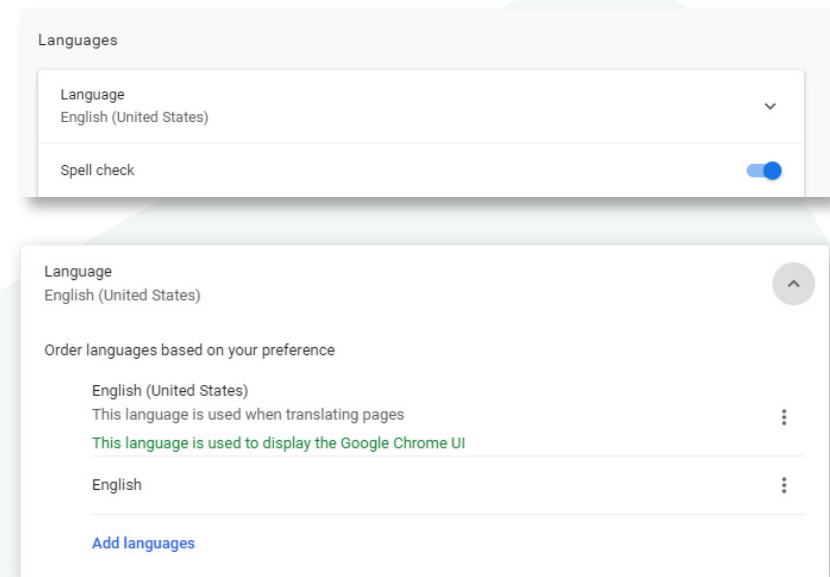 Languages
Language
English (United States)
Spell check
Language
English (United States)
Order languages based on your preference
English (United States)
This language is used when translating pages
This language is used to display the Google Chrome UI
English
Add languages